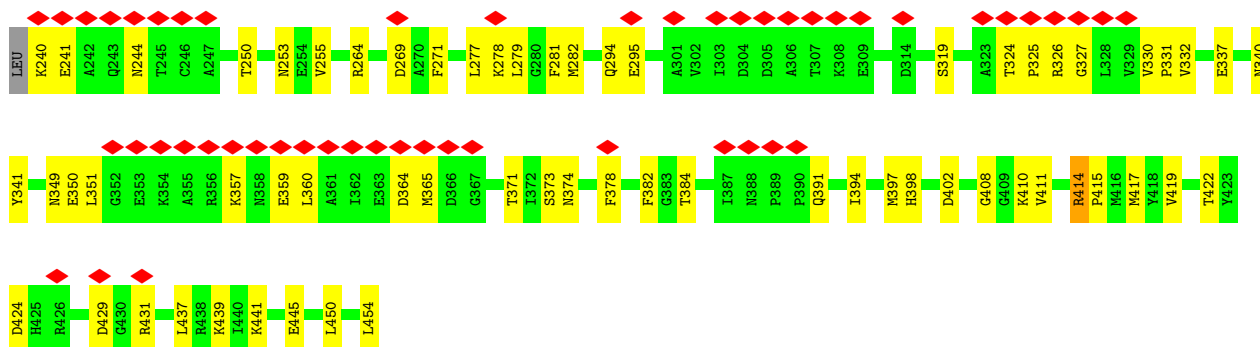 LEU K240 E241 A242 Q243 N244 T245 C246 A247 T250 N253 E254 V255 R264 D269 A270 F271 L277 K278 L279 G280 F281 M282 Q294 E295 A301 V302 I303 D304 D305 A306 T307 K308 E309 D314 S319 A323 T324 P325 R326 G327 L328 V329 V330 P331 V332 E337 N340
Y341 N349 E350 L351 G352 E353 K354 A355 R356 K357 N358 E359 L360 A361 I362 E363 D364 M365 D366 G367 T371 I372 S373 N374 F378 F382 G383 T384 I387 N388 P389 P390 Q391 I394 M397 H398 D402 G408 G409 K410 V411 R414 P415 M416 M417 Y418 V419 T422 Y423
D424 H425 R426 D429 G430 R431 L437 R438 K439 I440 K441 E445 L450 L454